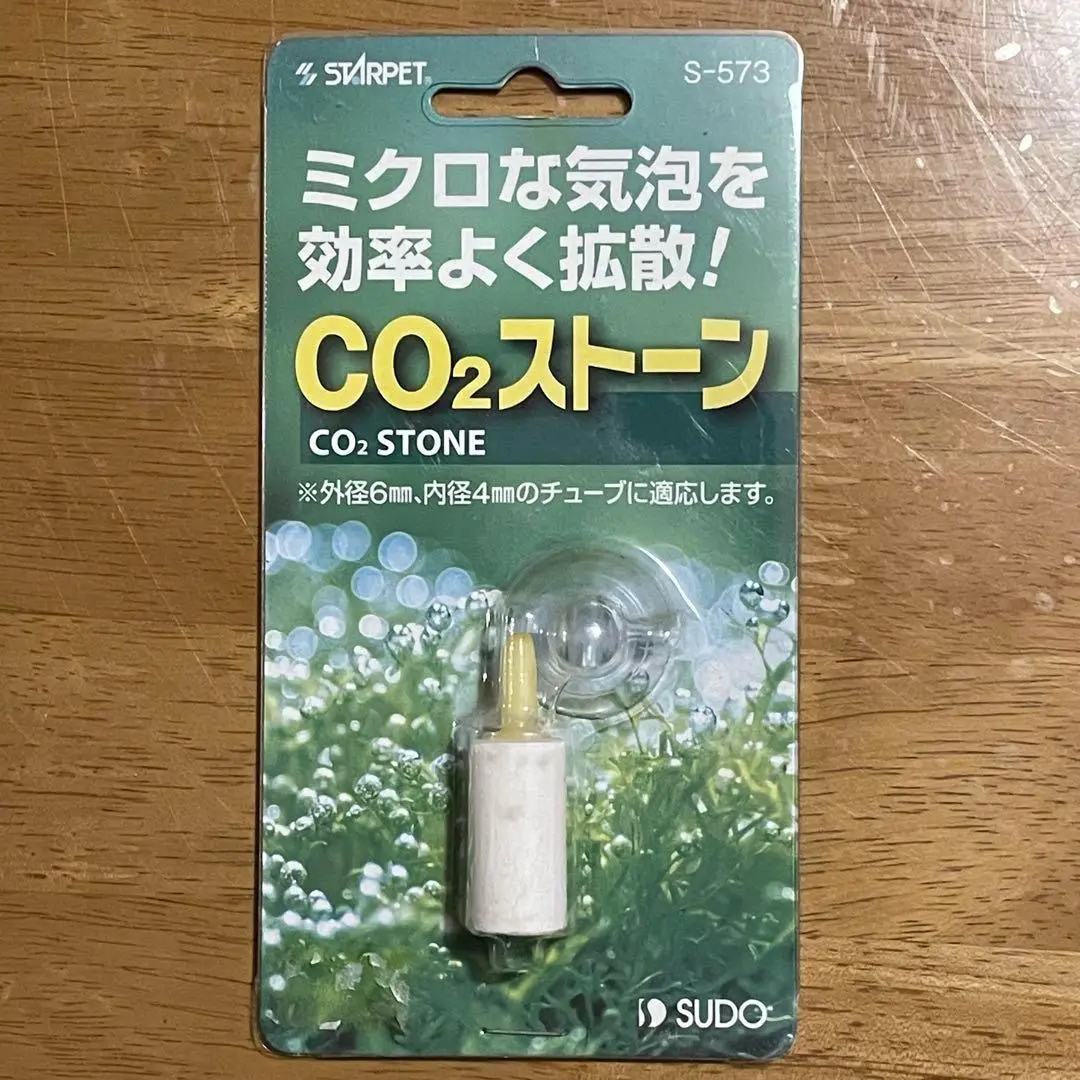 STARPET
S-573
ミクロな気泡を
効率よく拡散!
CO₂ストーン
CO₂ STONE
※外径6㎜、内径4㎜のチューブに適応します。
SUDO